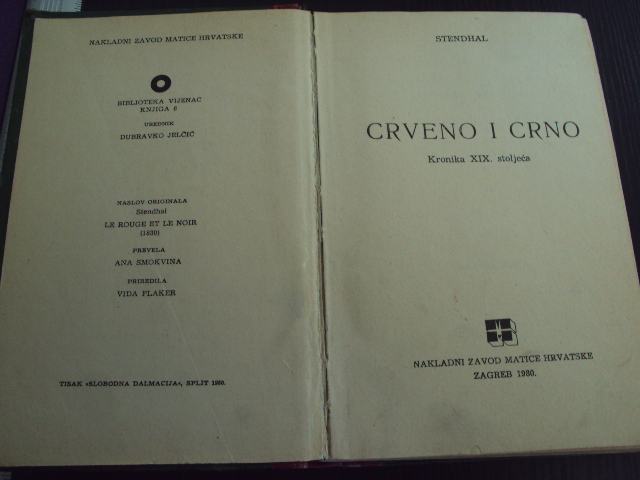 NAKLADNI ZAVOD MATICE HRVATSKE
BIBLIOTEKA VIJENAC
KNJIGA 6
UREDNIK
DUBRAVKO JELČIĆ
NASLOV ORIGINALA
Stendhal
LE ROUGE ET LE NOIR
(1830)
PREVELA
ANA SMOKVINA
PRIREDILA
VIDA FLAKER
TISAK »SLOBODNA DALMACIJA«, SPLIT 1980.
STENDHAL
CRVENO I CRNO
Kronika XIX. stoljeća
NAKLADNI ZAVOD MATICE HRVATSKE
ZAGREB 1980.